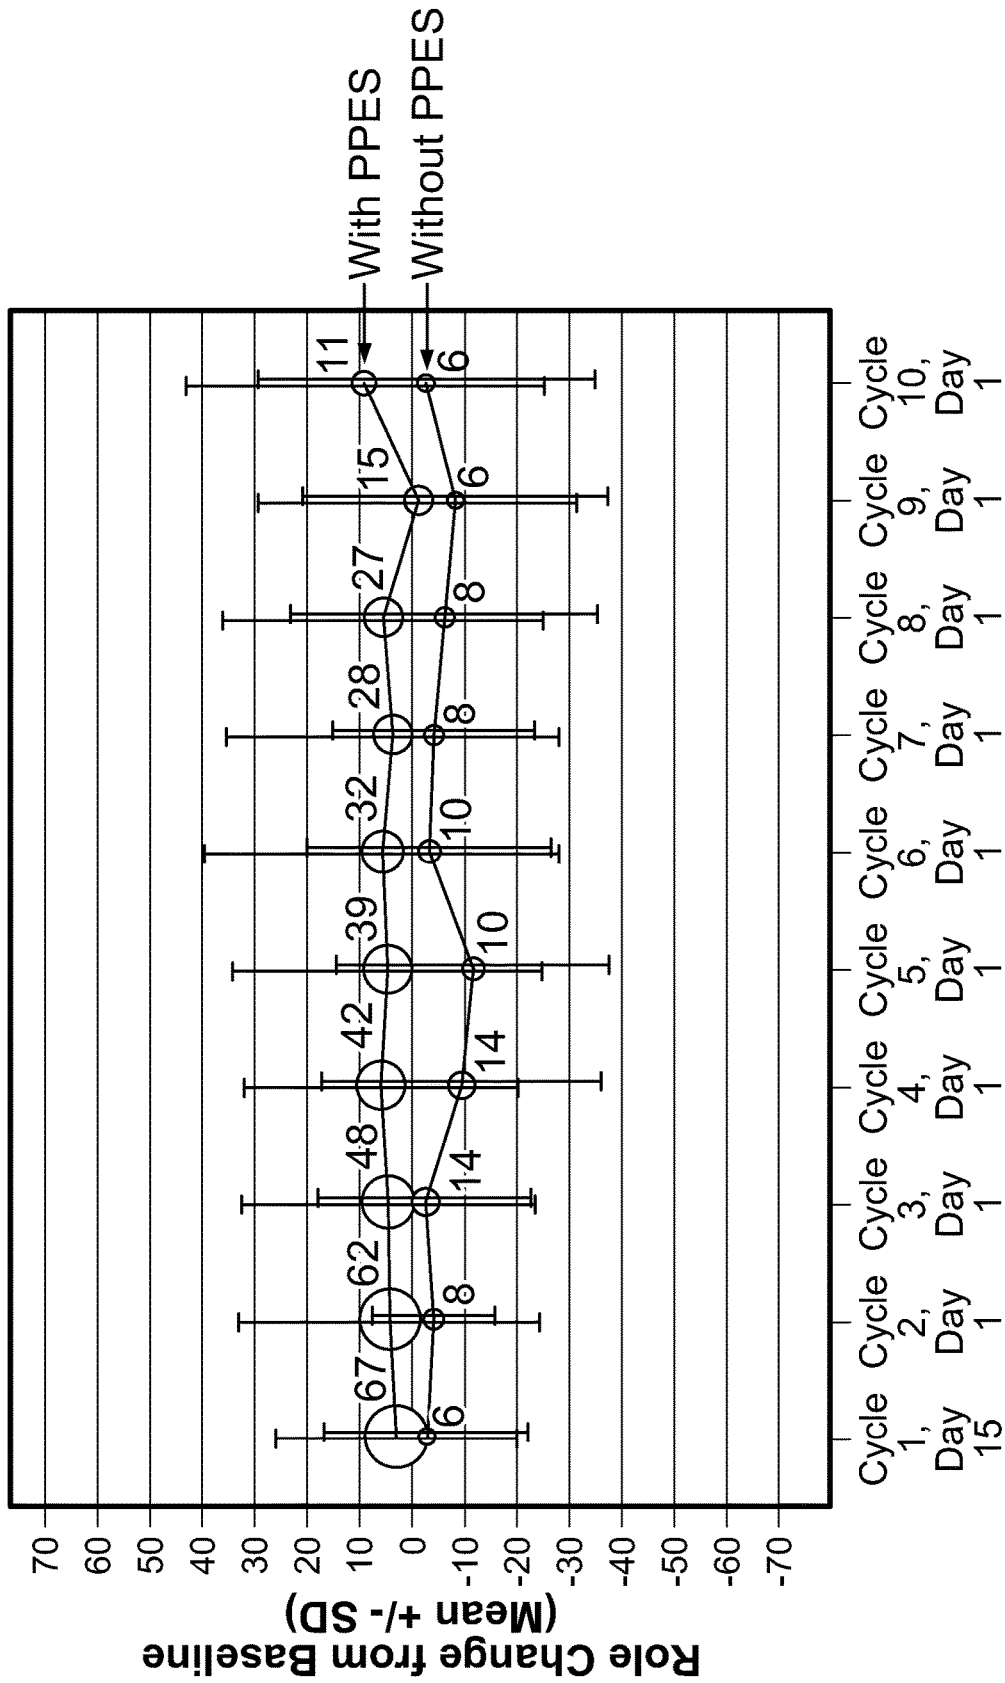 Role Change from Baseline
(Mean +/- SD)
70
60
50
40
30
20
10
0
-10
-20
-30
-40
-50
-60
-70
67
62
48
42
39
32
28
27
15
11
6
8
14
14
10
10
8
8
6
6
With PPES
Without PPES
Cycle
1,
Day
15
Cycle
2,
Day
1
Cycle
3,
Day
1
Cycle
4,
Day
1
Cycle
5,
Day
1
Cycle
6,
Day
1
Cycle
7,
Day
1
Cycle
8,
Day
1
Cycle
9,
Day
1
Cycle
10,
Day
1